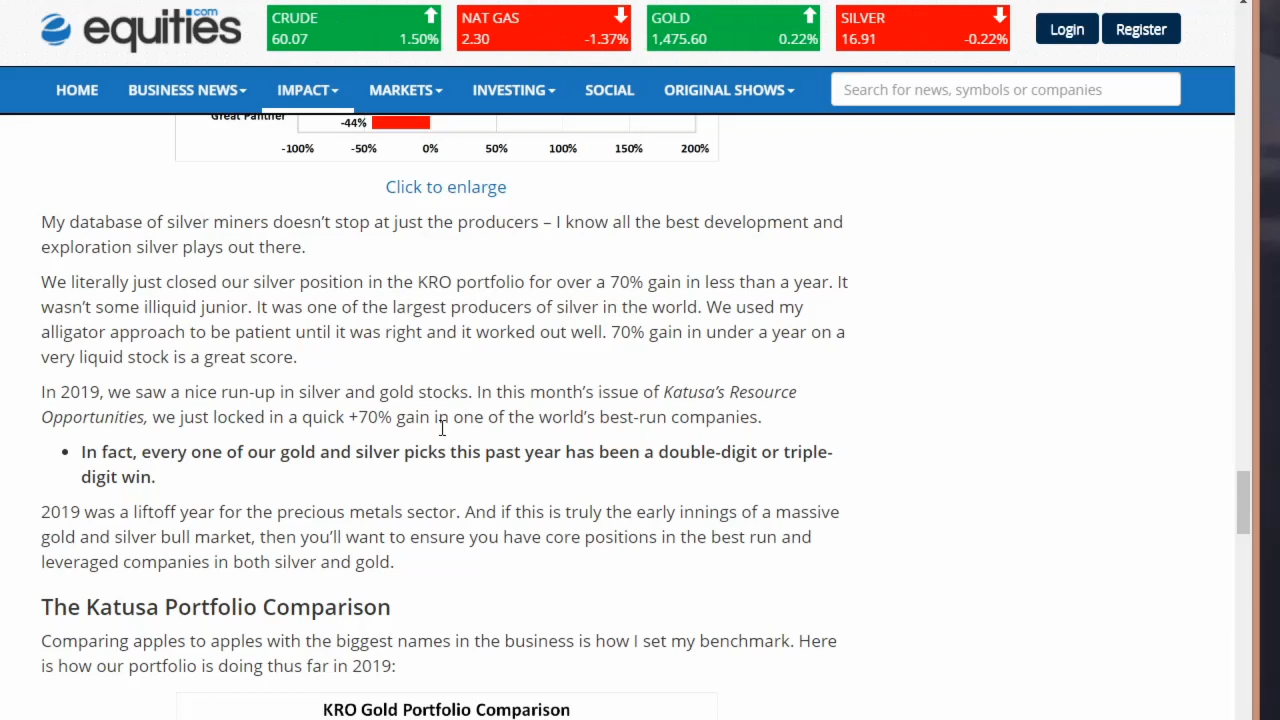 .com
equities
CRUDE
60.07 1.50%
NAT GAS
2.30 -1.37%
GOLD
1,475.60 0.22%
SILVER
16.91 -0.22%
Login Register
HOME BUSINESS NEWS IMPACT MARKETS INVESTING SOCIAL ORIGINAL SHOWS Search for news, symbols or companies
Great Panther
-44%
-100% -50% 0% 50% 100% 150% 200%
Click to enlarge
My database of silver miners doesn’t stop at just the producers – I know all the best development and
exploration silver plays out there.
We literally just closed our silver position in the KRO portfolio for over a 70% gain in less than a year. It
wasn’t some illiquid junior. It was one of the largest producers of silver in the world. We used my
alligator approach to be patient until it was right and it worked out well. 70% gain in under a year on a
very liquid stock is a great score.
In 2019, we saw a nice run-up in silver and gold stocks. In this month’s issue of Katusa’s Resource
Opportunities, we just locked in a quick +70% gain in one of the world’s best-run companies.
• In fact, every one of our gold and silver picks this past year has been a double-digit or triple-
digit win.
2019 was a liftoff year for the precious metals sector. And if this is truly the early innings of a massive
gold and silver bull market, then you’ll want to ensure you have core positions in the best run and
leveraged companies in both silver and gold.
The Katusa Portfolio Comparison
Comparing apples to apples with the biggest names in the business is how I set my benchmark. Here
is how our portfolio is doing thus far in 2019:
KRO Gold Portfolio Comparison